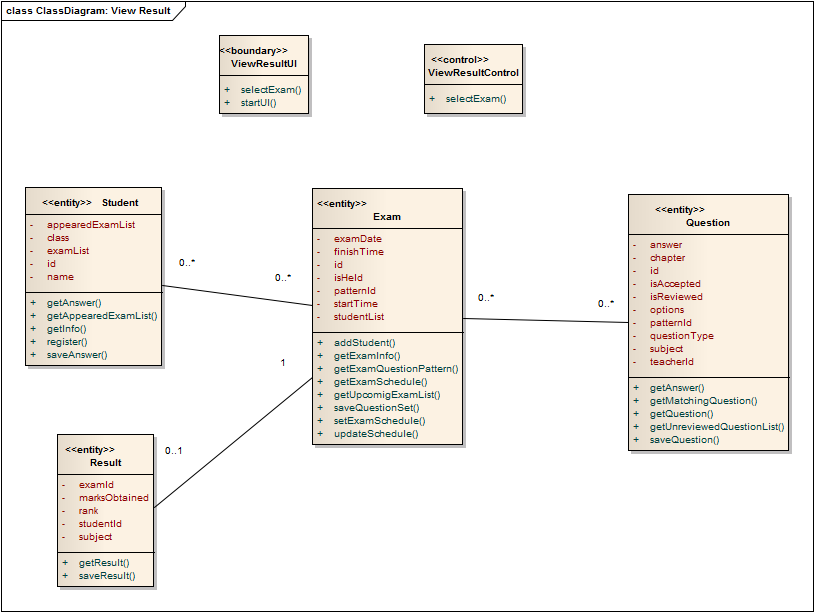 class ClassDiagram: View Result
<<boundary>>
ViewResultUI
+ selectExam()
+ startUI()
<<control>>
ViewResultControl
+ selectExam()
<<entity>> Student
- appearedExamList
- class
- examList
- id
- name
+ getAnswer()
+ getAppearedExamList()
+ getInfo()
+ register()
+ saveAnswer()
0..*
0..*
<<entity>>
Exam
- examDate
- finishTime
- id
- isHeld
- patternId
- startTime
- studentList
+ addStudent()
+ getExamInfo()
+ getExamQuestionPattern()
+ getExamSchedule()
+ getUpcomigExamList()
+ saveQuestionSet()
+ setExamSchedule()
+ updateSchedule()
0..*
0..*
<<entity>>
Question
- answer
- chapter
- id
- isAccepted
- isReviewed
- options
- patternId
- questionType
- subject
- teacherId
+ getAnswer()
+ getMatchingQuestion()
+ getQuestion()
+ getUnreviewedQuestionList()
+ saveQuestion()
1
0..1
<<entity>>
Result
- examId
- marksObtained
- rank
- studentId
- subject
+ getResult()
+ saveResult()